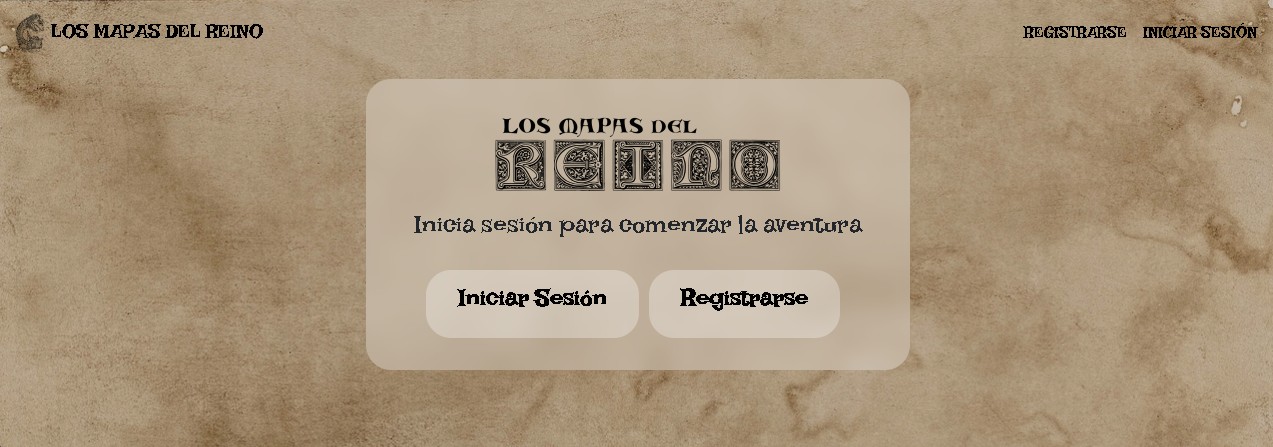 LOS MAPAS DEL REINO
REGISTRARSE INICIAR SESIÓN
LOS MAPAS DEL
REINO
Inicia sesión para comenzar la aventura
Iniciar Sesión
Registrarse